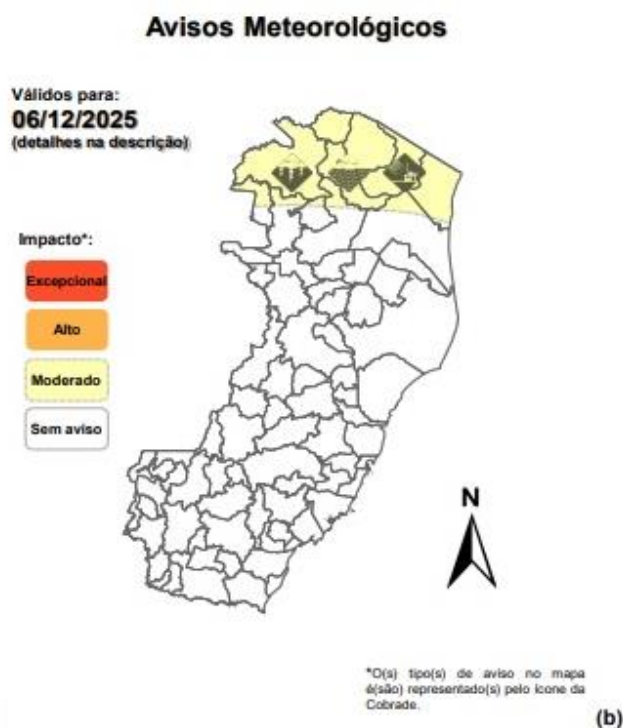 Avisos Meteorológicos
Válidos para:
06/12/2025
(detalhes na descrição)
Impacto*:
Excepcional
Alto
Moderado
Sem aviso
N
*O(s) tipo(s) de aviso no mapa
é(são) representado(s) pelo ícone da
Cobrade.
(b)